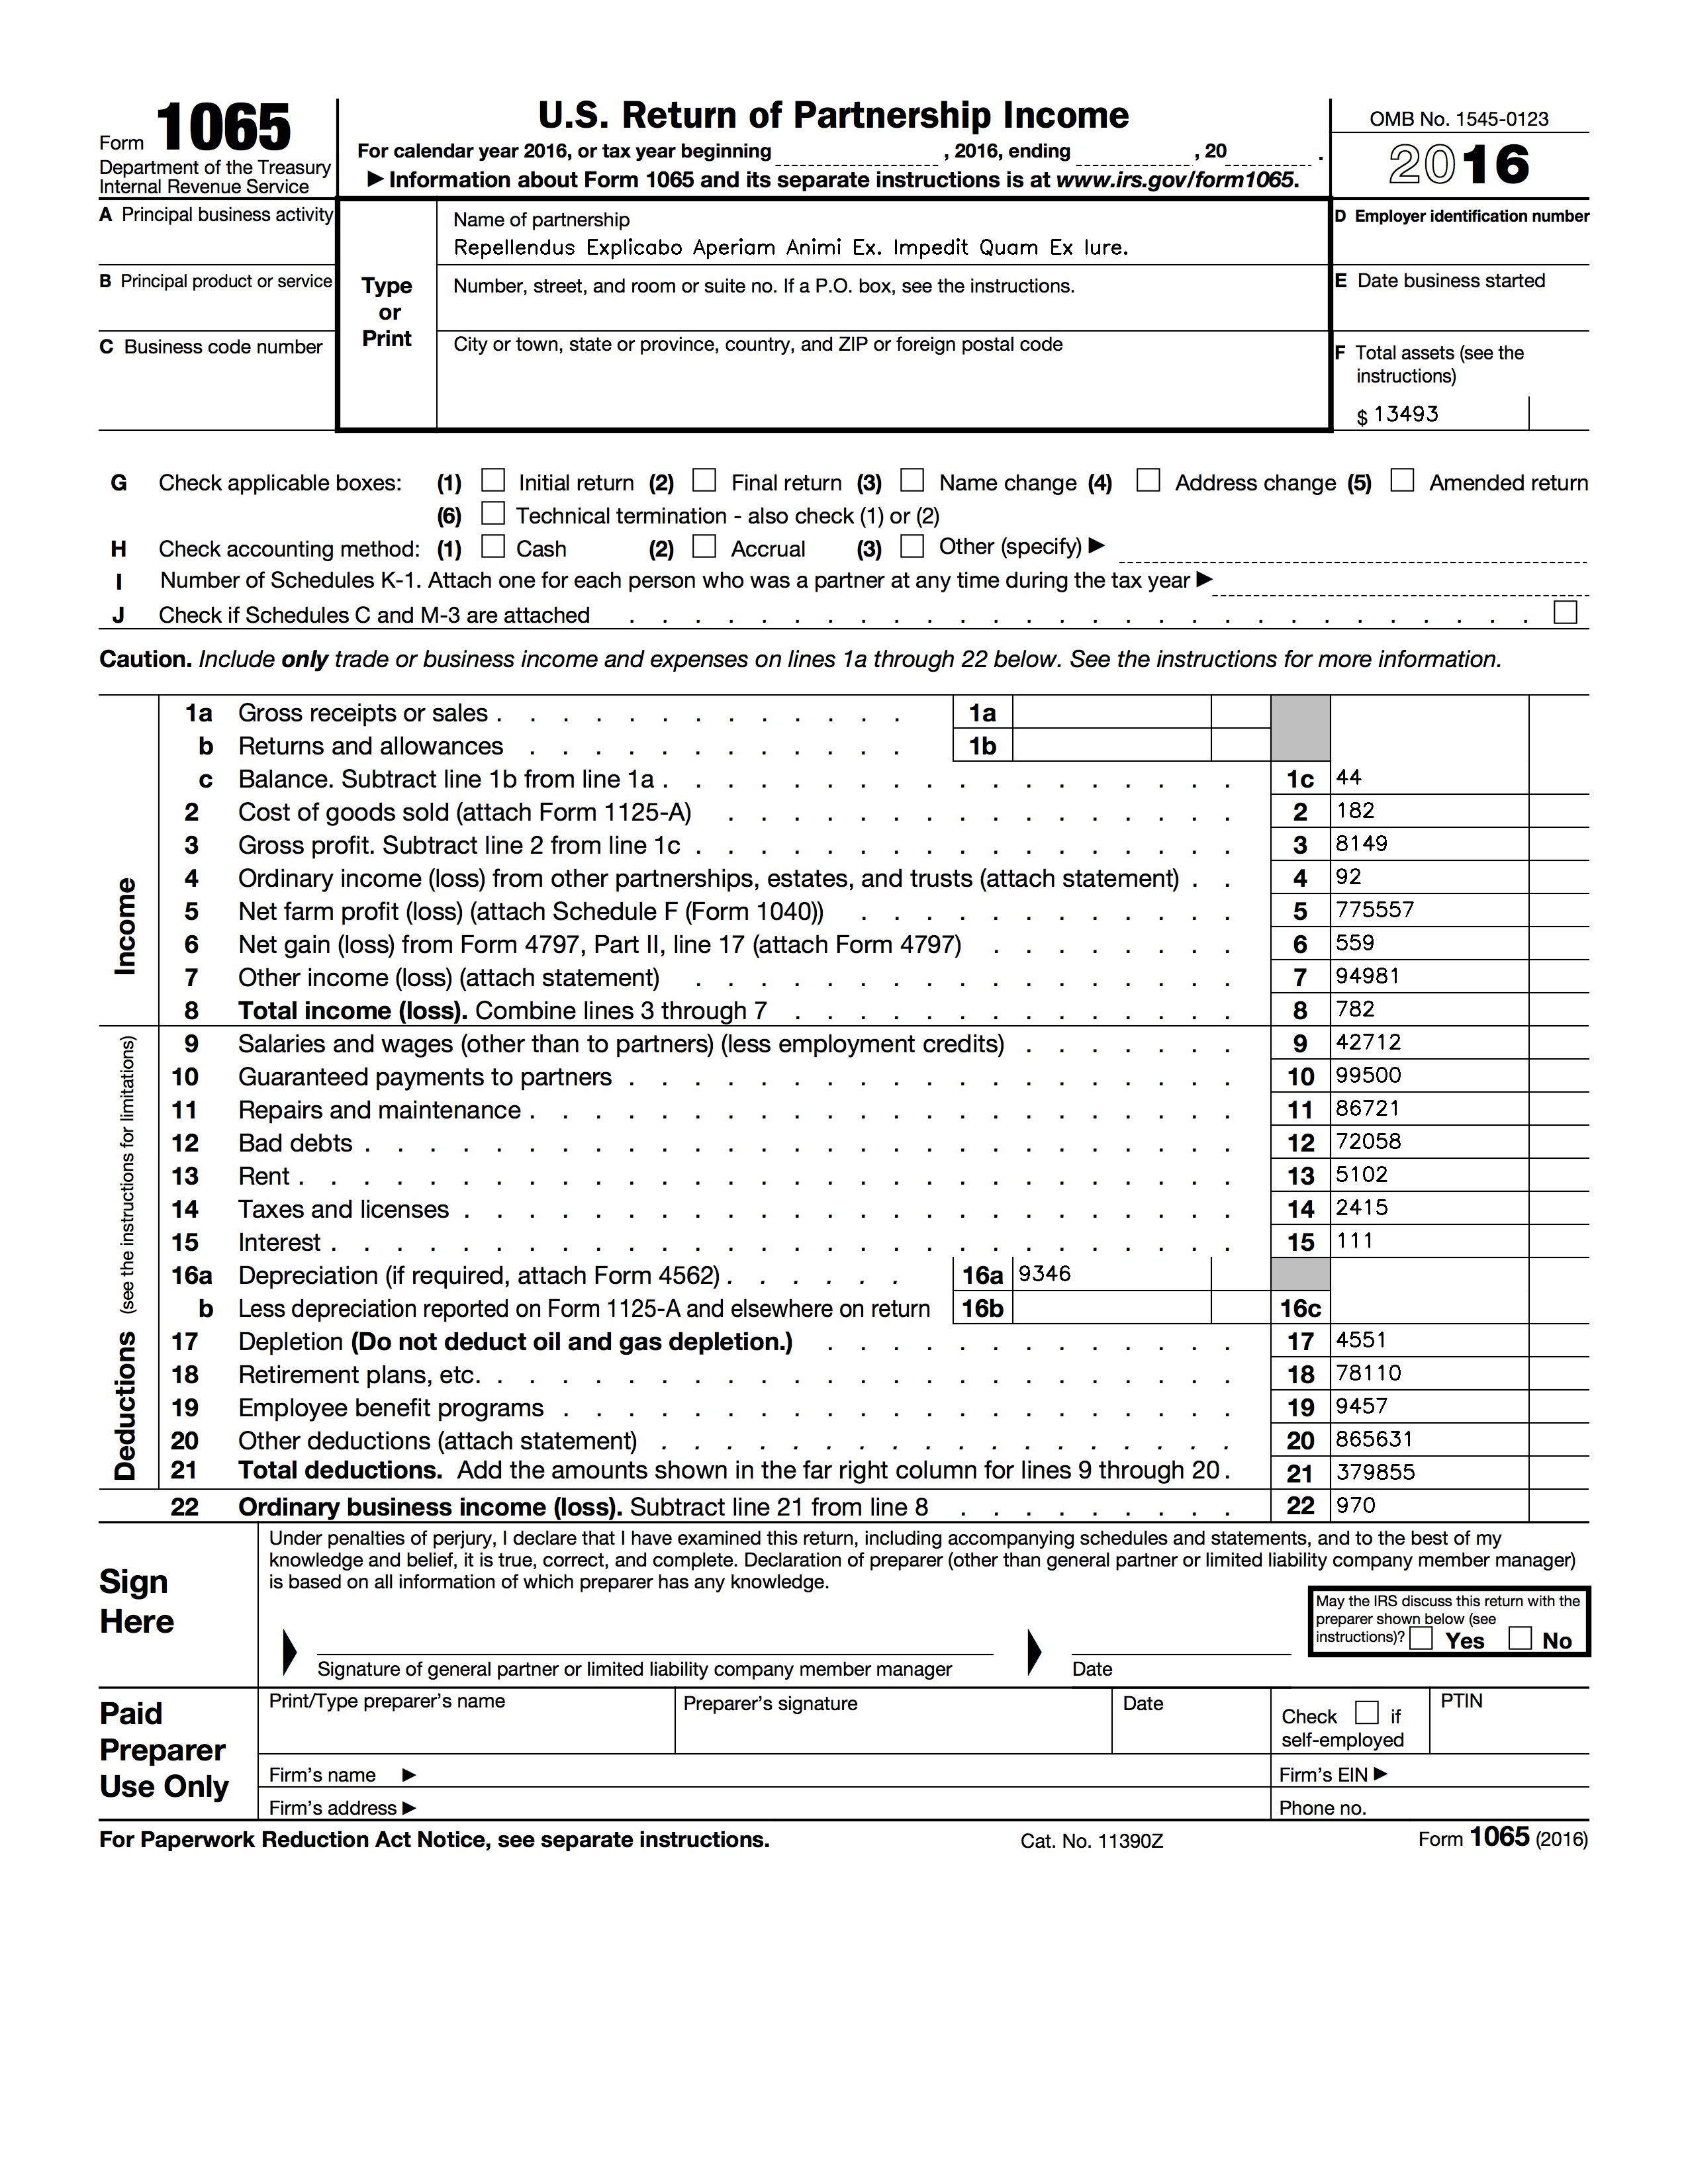 Form 1065
Department of the Treasury
Internal Revenue Service
U.S. Return of Partnership Income
For calendar year 2016, or tax year beginning , 2016, ending , 20 .
▶ Information about Form 1065 and its separate instructions is at www.irs.gov/form1065.
OMB No. 1545-0123
2016
A Principal business activity
B Principal product or service
C Business code number
Type
or
Print
Name of partnership
Repellendus Explicabo Aperiam Animi Ex. Impedit Quam Ex Iure.
Number, street, and room or suite no. If a P.O. box, see the instructions.
City or town, state or province, country, and ZIP or foreign postal code
D Employer identification number
E Date business started
F Total assets (see the
instructions)
$ 13493
G Check applicable boxes: (1) Initial return (2) Final return (3) Name change (4) Address change (5) Amended return
(6) Technical termination - also check (1) or (2)
H Check accounting method: (1) Cash (2) Accrual (3) Other (specify) ▶
I Number of Schedules K-1. Attach one for each person who was a partner at any time during the tax year ▶
J Check if Schedules C and M-3 are attached
Caution. Include only trade or business income and expenses on lines 1a through 22 below. See the instructions for more information.
Income
1a Gross receipts or sales 1a
b Returns and allowances 1b
c Balance. Subtract line 1b from line 1a 1c 44
2 Cost of goods sold (attach Form 1125-A) 2 182
3 Gross profit. Subtract line 2 from line 1c 3 8149
4 Ordinary income (loss) from other partnerships, estates, and trusts (attach statement) 4 92
5 Net farm profit (loss) (attach Schedule F (Form 1040)) 5 775557
6 Net gain (loss) from Form 4797, Part II, line 17 (attach Form 4797) 6 559
7 Other income (loss) (attach statement) 7 94981
8 Total income (loss). Combine lines 3 through 7 8 782
Deductions (see the instructions for limitations)
9 Salaries and wages (other than to partners) (less employment credits) 9 42712
10 Guaranteed payments to partners 10 99500
11 Repairs and maintenance 11 86721
12 Bad debts 12 72058
13 Rent 13 5102
14 Taxes and licenses 14 2415
15 Interest 15 111
16a Depreciation (if required, attach Form 4562) 16a 9346
b Less depreciation reported on Form 1125-A and elsewhere on return 16b 16c
17 Depletion (Do not deduct oil and gas depletion.) 17 4551
18 Retirement plans, etc. 18 78110
19 Employee benefit programs 19 9457
20 Other deductions (attach statement) 20 865631
21 Total deductions. Add the amounts shown in the far right column for lines 9 through 20 . 21 379855
22 Ordinary business income (loss). Subtract line 21 from line 8 22 970
Sign
Here
Under penalties of perjury, I declare that I have examined this return, including accompanying schedules and statements, and to the best of my
knowledge and belief, it is true, correct, and complete. Declaration of preparer (other than general partner or limited liability company member manager)
is based on all information of which preparer has any knowledge.
May the IRS discuss this return with the
preparer shown below (see
instructions)? Yes No
Signature of general partner or limited liability company member manager
Date
Paid
Preparer
Use Only
Print/Type preparer's name
Preparer's signature
Date
Check if
self-employed
PTIN
Firm's name ▶
Firm's EIN ▶
Firm's address ▶
Phone no.
For Paperwork Reduction Act Notice, see separate instructions. Cat. No. 11390Z Form 1065 (2016)